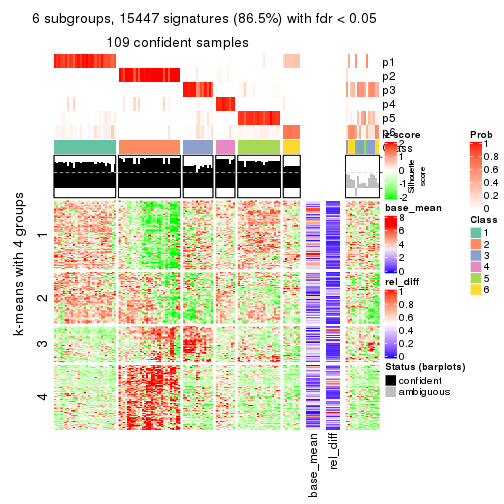 6 subgroups, 15447 signatures (86.5%) with fdr < 0.05
109 confident samples
p1
p2
p3
p4
p5
p6
Class
Silhouette
score
k-means with 4 groups
1
2
3
4
base_mean
rel_diff
z-score
2
1
0
-1
-2
base_mean
8
6
4
2
0
rel_diff
1
0.8
0.6
0.4
0.2
0
Status (barplots)
confident
ambiguous
Prob
1
0.8
0.6
0.4
0.2
0
Class
1
2
3
4
5
6